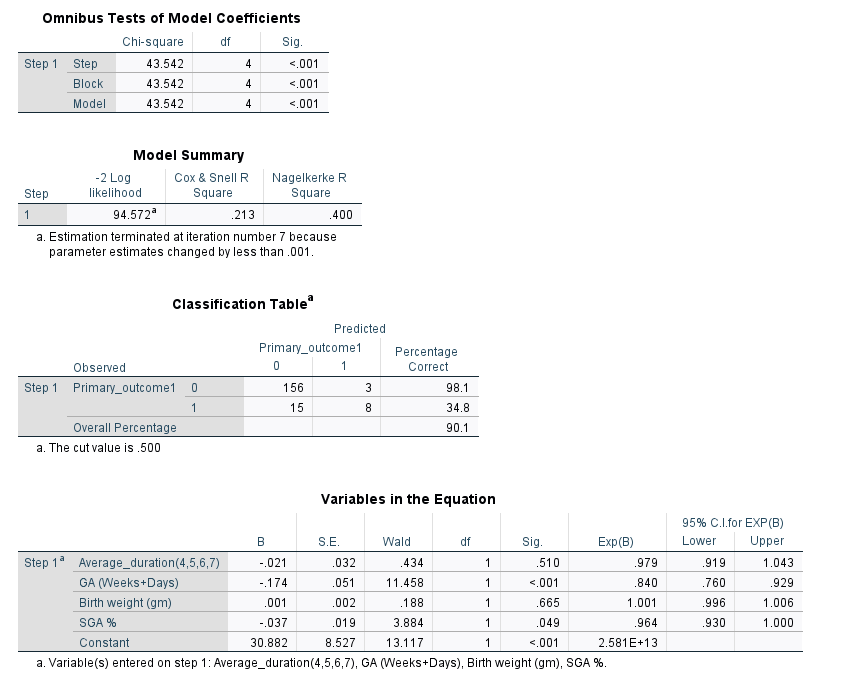 Omnibus Tests of Model Coefficients
Chi-square df Sig.
Step 1 Step 43.542 4 <.001
Block 43.542 4 <.001
Model 43.542 4 <.001
Model Summary
Step -2 Log likelihood Cox & Snell R Square Nagelkerke R Square
1 94.572a .213 .400
a. Estimation terminated at iteration number 7 because
parameter estimates changed by less than .001.
Classification Tablea
Predicted
Primary_outcome1 Percentage Correct
Observed 0 1
Step 1 Primary_outcome1 0 156 3 98.1
1 15 8 34.8
Overall Percentage 90.1
a. The cut value is .500
Variables in the Equation
95% C.I.for EXP(B)
B S.E. Wald df Sig. Exp(B) Lower Upper
Step 1a Average_duration(4,5,6,7) -.021 .032 .434 1 .510 .979 .919 1.043
GA (Weeks+Days) -.174 .051 11.458 1 <.001 .840 .760 .929
Birth weight (gm) .001 .002 .188 1 .665 1.001 .996 1.006
SGA % -.037 .019 3.884 1 .049 .964 .930 1.000
Constant 30.882 8.527 13.117 1 <.001 2.581E+13
a. Variable(s) entered on step 1: Average_duration(4,5,6,7), GA (Weeks+Days), Birth weight (gm), SGA %.